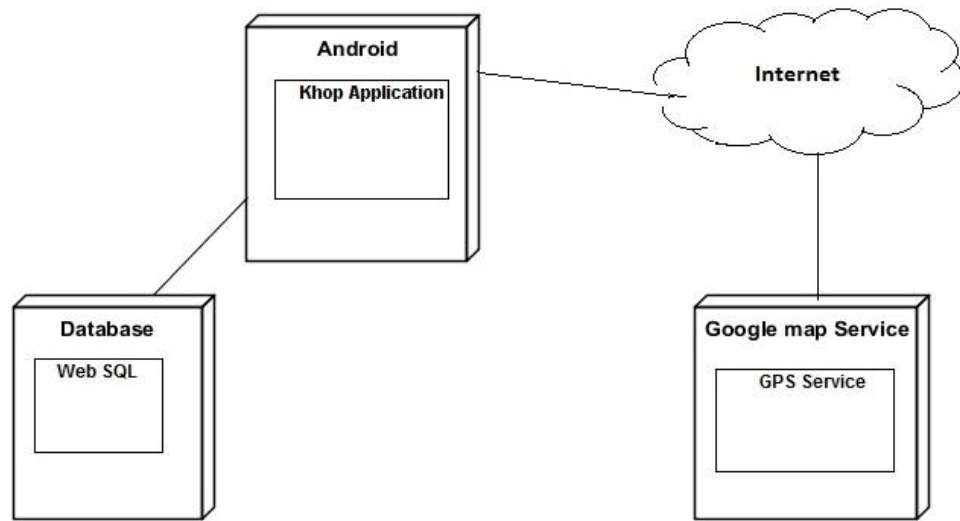 Android
Khop Application
Internet
Database
Web SQL
Google map Service
GPS Service